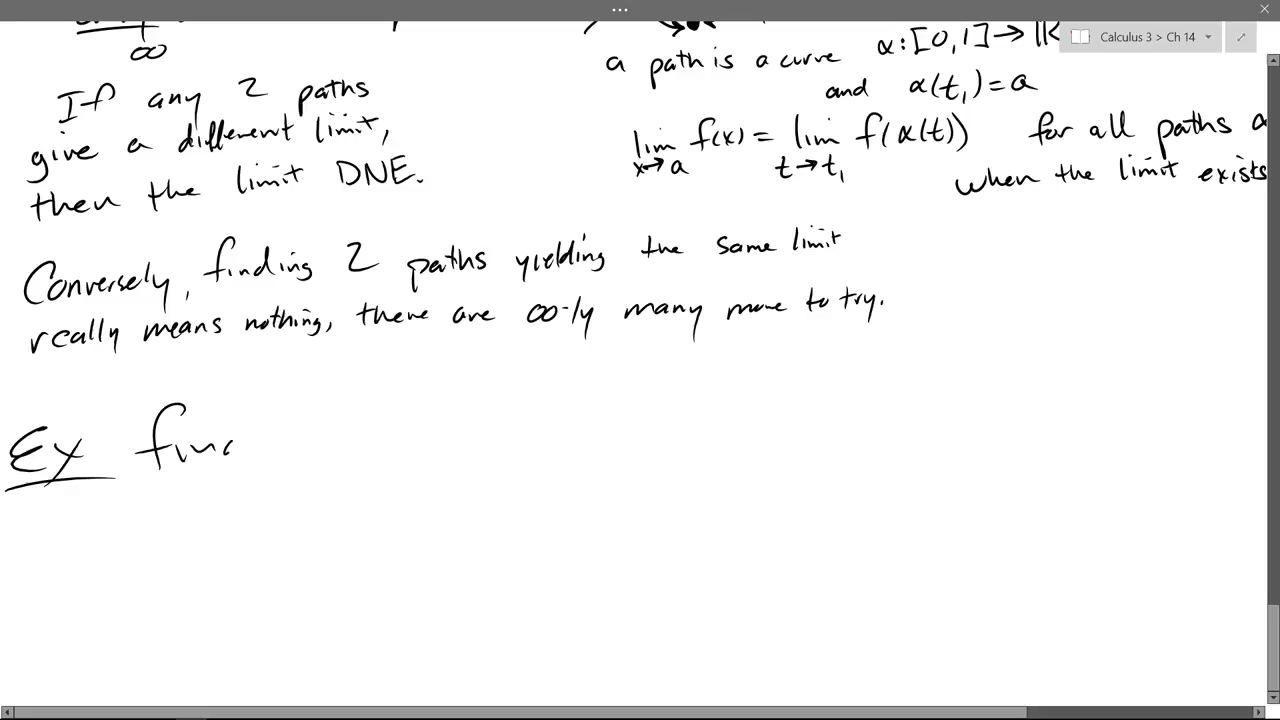 Calculus 3 > Ch 14
∞
If any 2 paths
give a different limit,
then the limit DNE.
a path is a curve α:[0,1]→ℝ
and α(t₁)=a
lim x→a f(x) = lim t→t₁ f(α(t)) for all paths α
when the limit exists
Conversely, finding 2 paths yielding the same limit
really means nothing, there are ∞-ly many more to try.
Ex finc